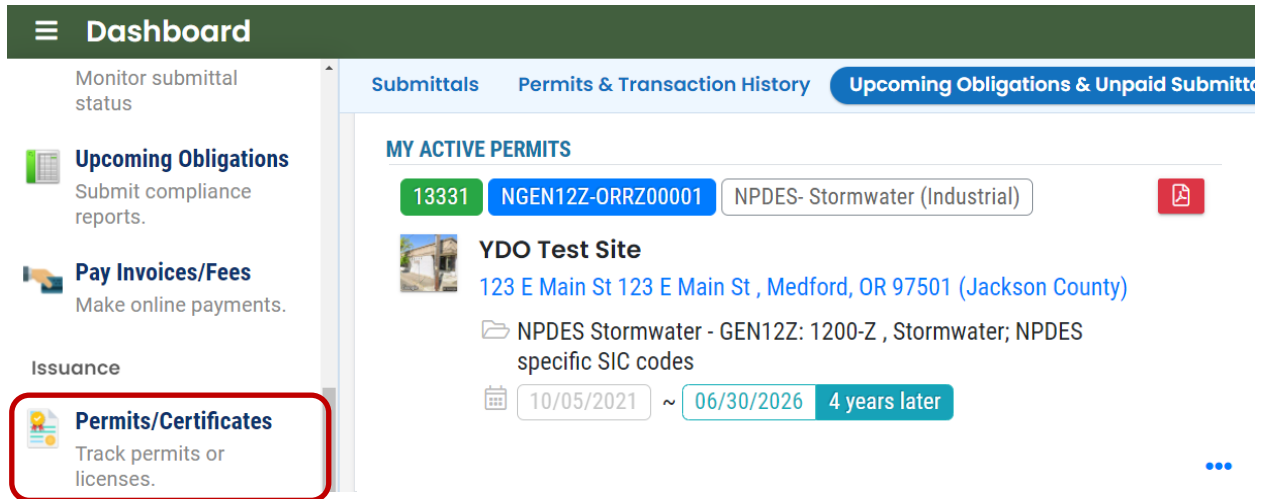 Dashboard
Monitor submittal
status
Upcoming Obligations
Submit compliance
reports.
Pay Invoices/Fees
Make online payments.
Issuance
Permits/Certificates
Track permits or
licenses.
Submittals Permits & Transaction History Upcoming Obligations & Unpaid Submitta
MY ACTIVE PERMITS
13331 NGEN12Z-ORRZ00001 NPDES- Stormwater (Industrial)
YDO Test Site
123 E Main St 123 E Main St , Medford, OR 97501 (Jackson County)
NPDES Stormwater - GEN12Z: 1200-Z , Stormwater; NPDES
specific SIC codes
10/05/2021 ~ 06/30/2026 4 years later